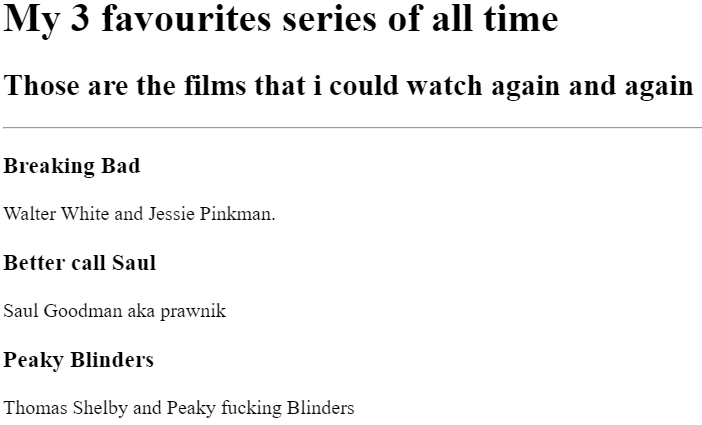 My 3 favourites series of all time
Those are the films that i could watch again and again
Breaking Bad
Walter White and Jessie Pinkman.
Better call Saul
Saul Goodman aka prawnik
Peaky Blinders
Thomas Shelby and Peaky fucking Blinders